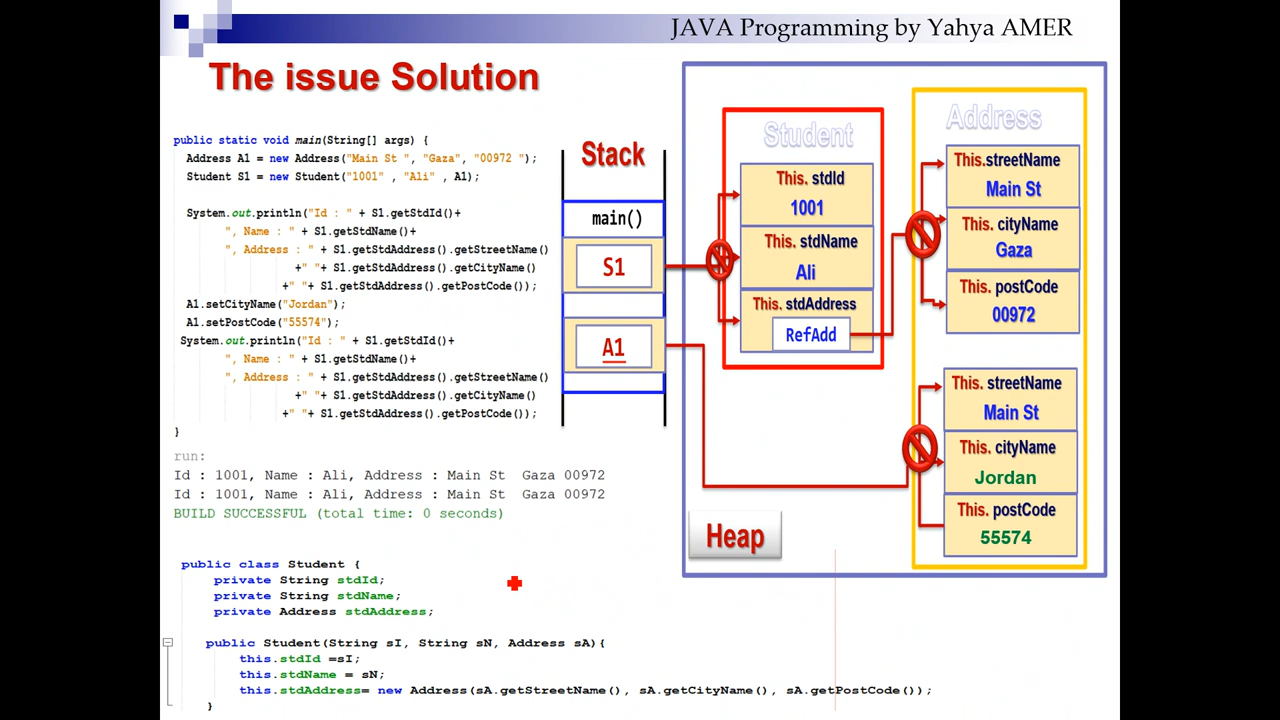 JAVA Programming by Yahya AMER
The issue Solution
public static void main(String[] args) {
Address A1 = new Address("Main St ", "Gaza", "00972 ");
Student S1 = new Student("1001" , "Ali" , A1);
System.out.println("Id : " + S1.getStdId()+
", Name : " + S1.getStdName()+
", Address : " + S1.getStdAddress().getStreetName()
+" "+ S1.getStdAddress().getCityName()
+" "+ S1.getStdAddress().getPostCode());
A1.setCityName("Jordan");
A1.setPostCode("55574");
System.out.println("Id : " + S1.getStdId()+
", Name : " + S1.getStdName()+
", Address : " + S1.getStdAddress().getStreetName()
+" "+ S1.getStdAddress().getCityName()
+" "+ S1.getStdAddress().getPostCode());
}
run:
Id : 1001, Name : Ali, Address : Main St  Gaza 00972
Id : 1001, Name : Ali, Address : Main St  Gaza 00972
BUILD SUCCESSFUL (total time: 0 seconds)
public class Student {
private String stdId;
private String stdName;
private Address stdAddress;
public Student(String sI, String sN, Address sA){
this.stdId =sI;
this.stdName = sN;
this.stdAddress= new Address(sA.getStreetName(), sA.getCityName(), sA.getPostCode());
}
Stack
main()
S1
A1
Student
This. stdId
1001
This. stdName
Ali
This. stdAddress
RefAdd
Address
This.streetName
Main St
This. cityName
Gaza
This. postCode
00972
This. streetName
Main St
This. cityName
Jordan
This. postCode
55574
Heap